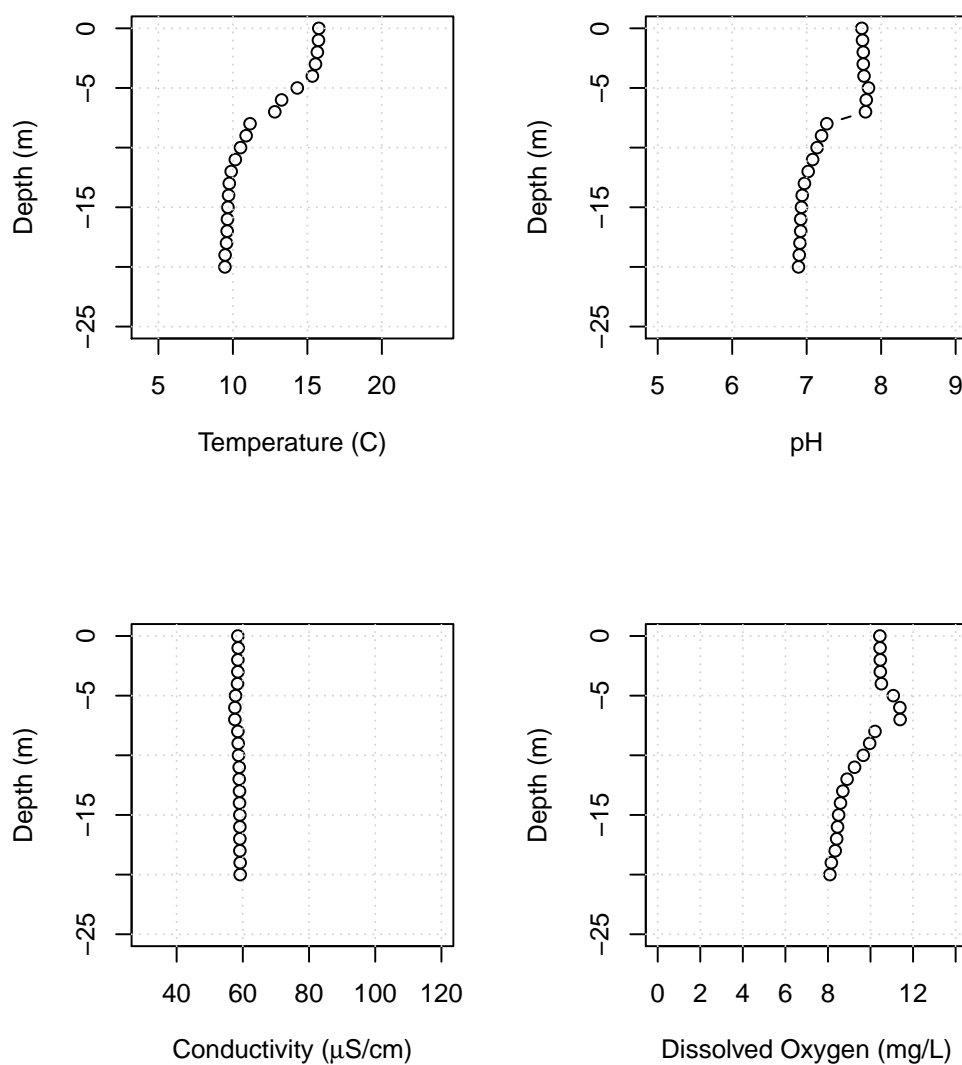 0
−5
−15
−25
Depth (m)
5 10 15 20
Temperature (C)
0
−5
−15
−25
Depth (m)
5 6 7 8 9
pH
0
−5
−15
−25
Depth (m)
40 60 80 100 120
Conductivity (μS/cm)
0
−5
−15
−25
Depth (m)
0 2 4 6 8 12
Dissolved Oxygen (mg/L)